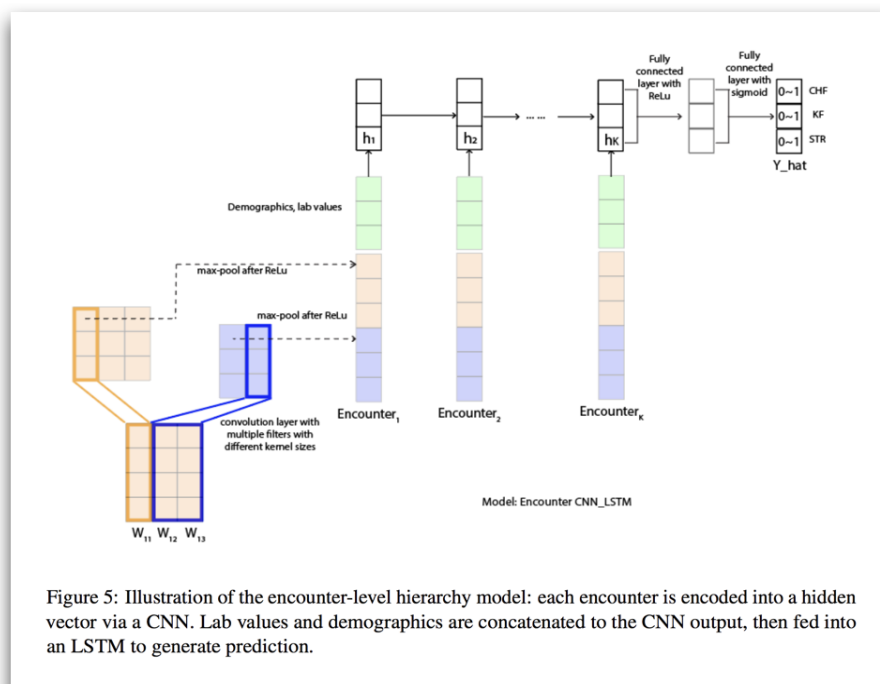 Fully
connected
layer with
ReLu
Fully
connected
layer with
sigmoid
0~1 CHF
0~1 KF
0~1 STR
Y_hat
h₁
h₂
... ...
hK
Demographics, lab values
max-pool after ReLu
max-pool after ReLu
convolution layer with
multiple filters with
different kernel sizes
Encounter₁
Encounter₂
Encounter_K
W₁₁ W₁₂ W₁₃
Model: Encounter CNN_LSTM
Figure 5: Illustration of the encounter-level hierarchy model: each encounter is encoded into a hidden
vector via a CNN. Lab values and demographics are concatenated to the CNN output, then fed into
an LSTM to generate prediction.